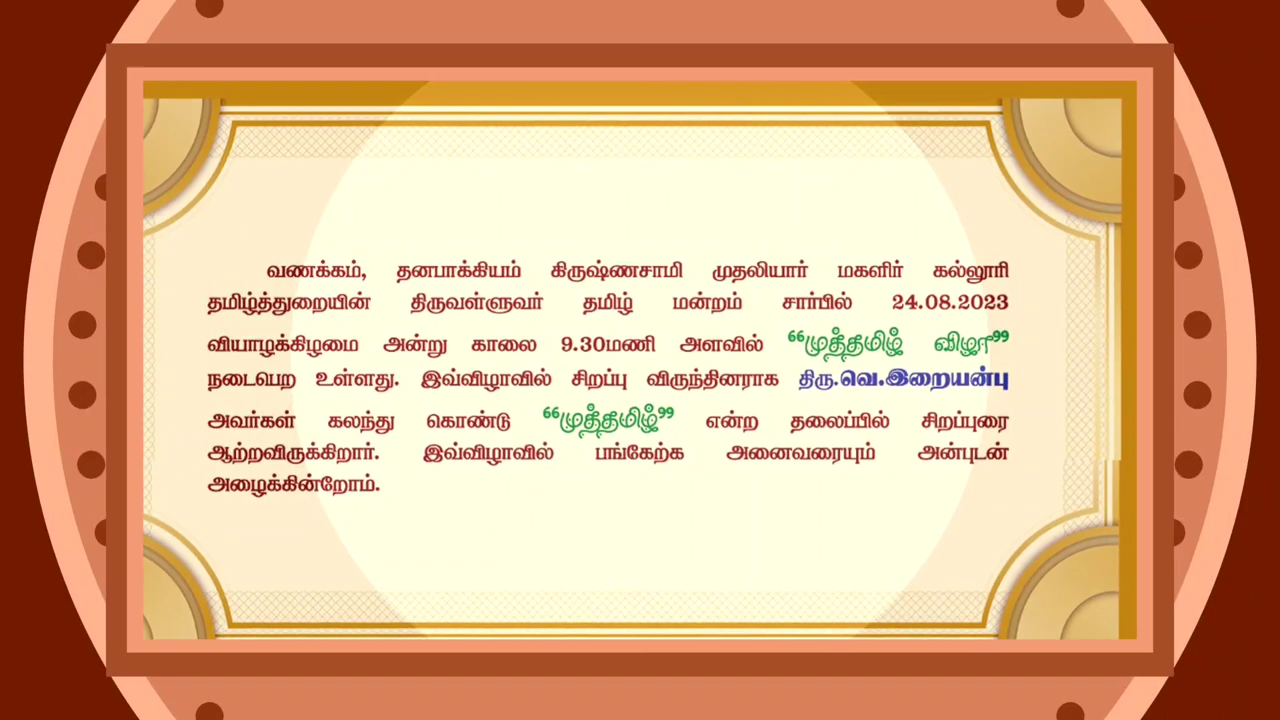 வணக்கம், தனபாக்கியம் கிருஷ்ணசாமி முதலியார் மகளிர் கல்லூரி
தமிழ்த்துறையின் திருவள்ளுவர் தமிழ் மன்றம் சார்பில் 24.08.2023
வியாழக்கிழமை அன்று காலை 9.30மணி அளவில் “முத்தமிழ் விழா”
நடைபெற உள்ளது. இவ்விழாவில் சிறப்பு விருந்தினராக திரு.வெ.இறையன்பு
அவர்கள் கலந்து கொண்டு “முத்தமிழ்” என்ற தலைப்பில் சிறப்புரை
ஆற்றவிருக்கிறார். இவ்விழாவில் பங்கேற்க அனைவரையும் அன்புடன்
அழைக்கின்றோம்.